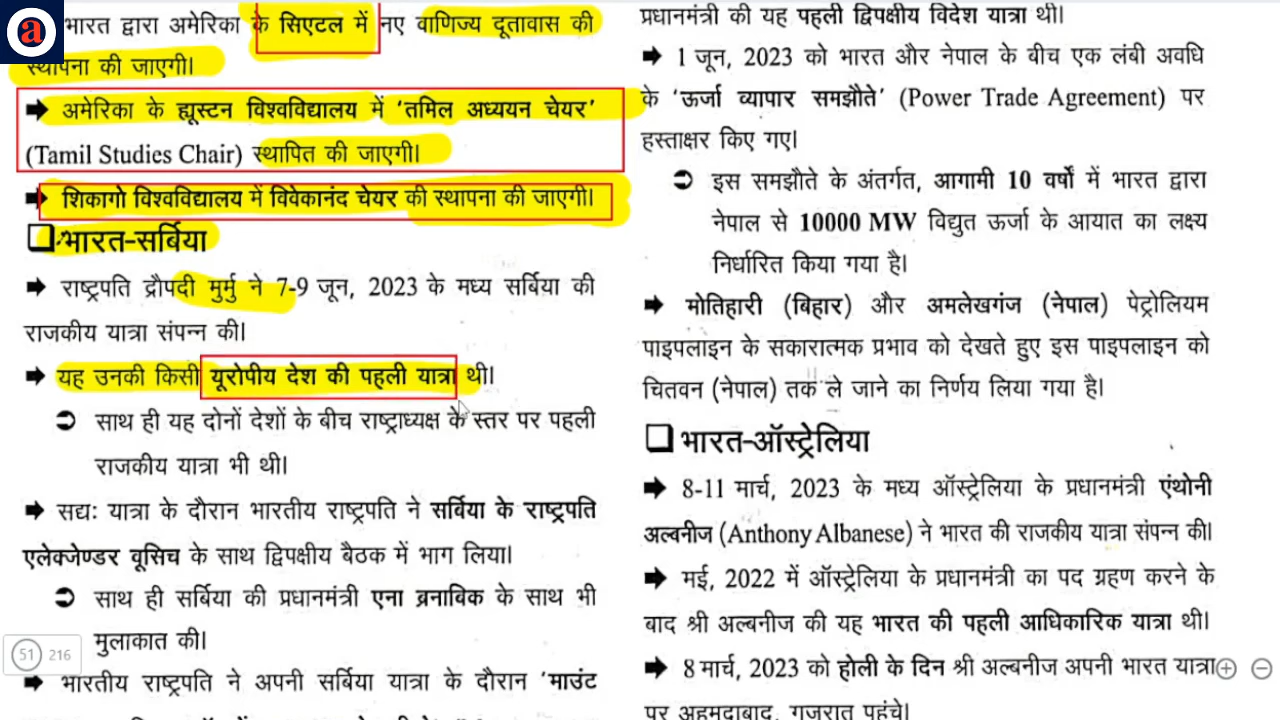 a
भारत द्वारा अमेरिका के सिएटल में नए वाणिज्य दूतावास की
स्थापना की जाएगी।
➡ अमेरिका के ह्यूस्टन विश्वविद्यालय में ‘तमिल अध्ययन चेयर’
(Tamil Studies Chair) स्थापित की जाएगी।
➡ शिकागो विश्वविद्यालय में विवेकानंद चेयर की स्थापना की जाएगी।
❑ भारत-सर्बिया
➡ राष्ट्रपति द्रौपदी मुर्मु ने 7-9 जून, 2023 के मध्य सर्बिया की
राजकीय यात्रा संपन्न की।
➡ यह उनकी किसी यूरोपीय देश की पहली यात्रा थी।
➲ साथ ही यह दोनों देशों के बीच राष्ट्राध्यक्ष के स्तर पर पहली
राजकीय यात्रा भी थी।
➡ सद्यः यात्रा के दौरान भारतीय राष्ट्रपति ने सर्बिया के राष्ट्रपति
एलेक्जेण्डर वूसिच के साथ द्विपक्षीय बैठक में भाग लिया।
➲ साथ ही सर्बिया की प्रधानमंत्री एना ब्रनाबिक के साथ भी
मुलाकात की।
51 216
➡ भारतीय राष्ट्रपति ने अपनी सर्बिया यात्रा के दौरान ‘माउंट
प्रधानमंत्री की यह पहली द्विपक्षीय विदेश यात्रा थी।
➡ 1 जून, 2023 को भारत और नेपाल के बीच एक लंबी अवधि
के ‘ऊर्जा व्यापार समझौते’ (Power Trade Agreement) पर
हस्ताक्षर किए गए।
➲ इस समझौते के अंतर्गत, आगामी 10 वर्षों में भारत द्वारा
नेपाल से 10000 MW विद्युत ऊर्जा के आयात का लक्ष्य
निर्धारित किया गया है।
➡ मोतिहारी (बिहार) और अमलेखगंज (नेपाल) पेट्रोलियम
पाइपलाइन के सकारात्मक प्रभाव को देखते हुए इस पाइपलाइन को
चितवन (नेपाल) तक ले जाने का निर्णय लिया गया है।
❑ भारत-ऑस्ट्रेलिया
➡ 8-11 मार्च, 2023 के मध्य ऑस्ट्रेलिया के प्रधानमंत्री एंथोनी
अल्बनीज (Anthony Albanese) ने भारत की राजकीय यात्रा संपन्न की।
➡ मई, 2022 में ऑस्ट्रेलिया के प्रधानमंत्री का पद ग्रहण करने के
बाद श्री अल्बनीज की यह भारत की पहली आधिकारिक यात्रा थी।
➡ 8 मार्च, 2023 को होली के दिन श्री अल्बनीज अपनी भारत यात्रा
पर अहमदाबाद, गुजरात पहुंचे।